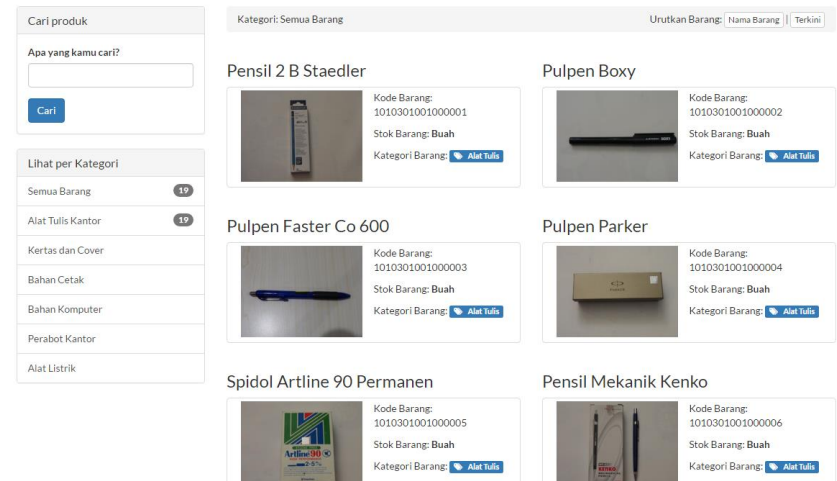 Cari produk
Apa yang kamu cari?
Cari
Lihat per Kategori
Semua Barang 19
Alat Tulis Kantor 19
Kertas dan Cover
Bahan Cetak
Bahan Komputer
Perabot Kantor
Alat Listrik
Kategori: Semua Barang
Urutkan Barang: Nama Barang | Terkini
Pensil 2 B Staedler
Kode Barang:
1010301001000001
Stok Barang: Buah
Kategori Barang: Alat Tulis
Pulpen Boxy
Kode Barang:
1010301001000002
Stok Barang: Buah
Kategori Barang: Alat Tulis
Pulpen Faster Co 600
Kode Barang:
1010301001000003
Stok Barang: Buah
Kategori Barang: Alat Tulis
Pulpen Parker
Kode Barang:
1010301001000004
Stok Barang: Buah
Kategori Barang: Alat Tulis
Spidol Artline 90 Permanen
Artline 90
Kode Barang:
1010301001000005
Stok Barang: Buah
Kategori Barang: Alat Tulis
Pensil Mekanik Kenko
Kode Barang:
1010301001000006
Stok Barang: Buah
Kategori Barang: Alat Tulis